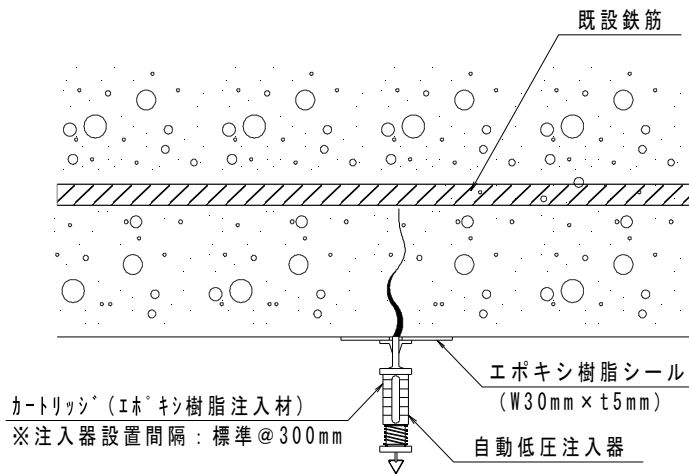 既設鉄筋
エポキシ樹脂シール
(W30mm×t5mm)
カートリッジ(エポキシ樹脂注入材)
※注入器設置間隔：標準@300mm
自動低圧注入器